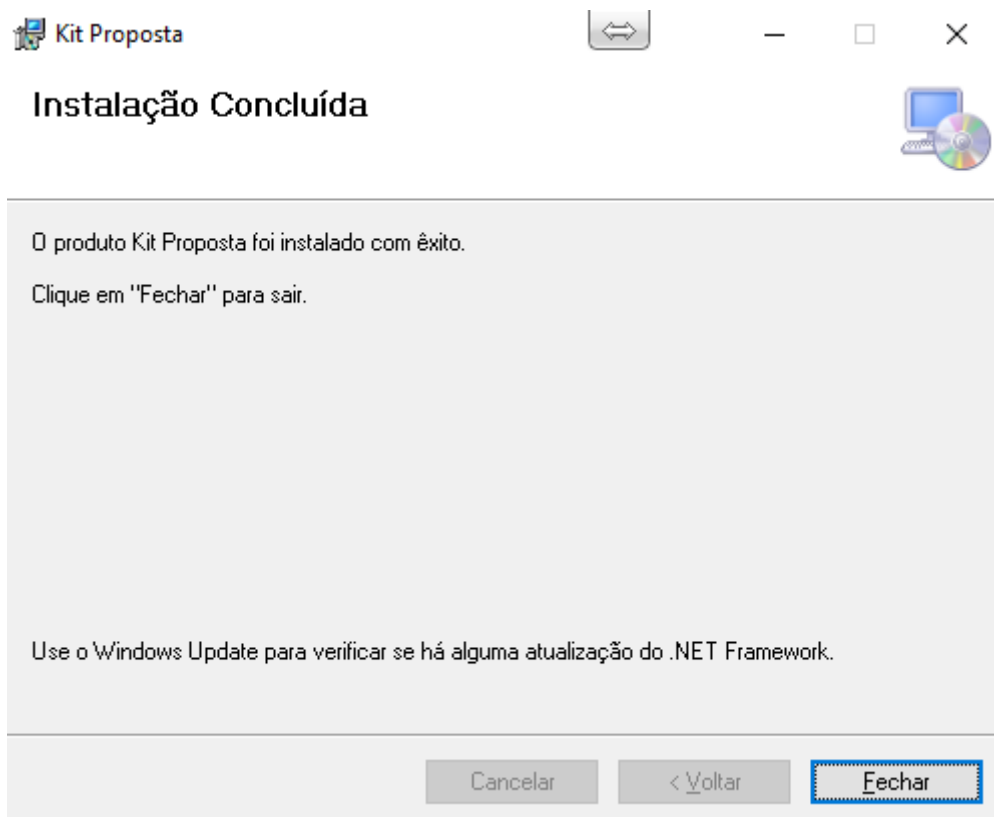 Kit Proposta
Instalação Concluída
O produto Kit Proposta foi instalado com êxito.
Clique em "Fechar" para sair.
Use o Windows Update para verificar se há alguma atualização do .NET Framework.
Cancelar
< Voltar
Fechar